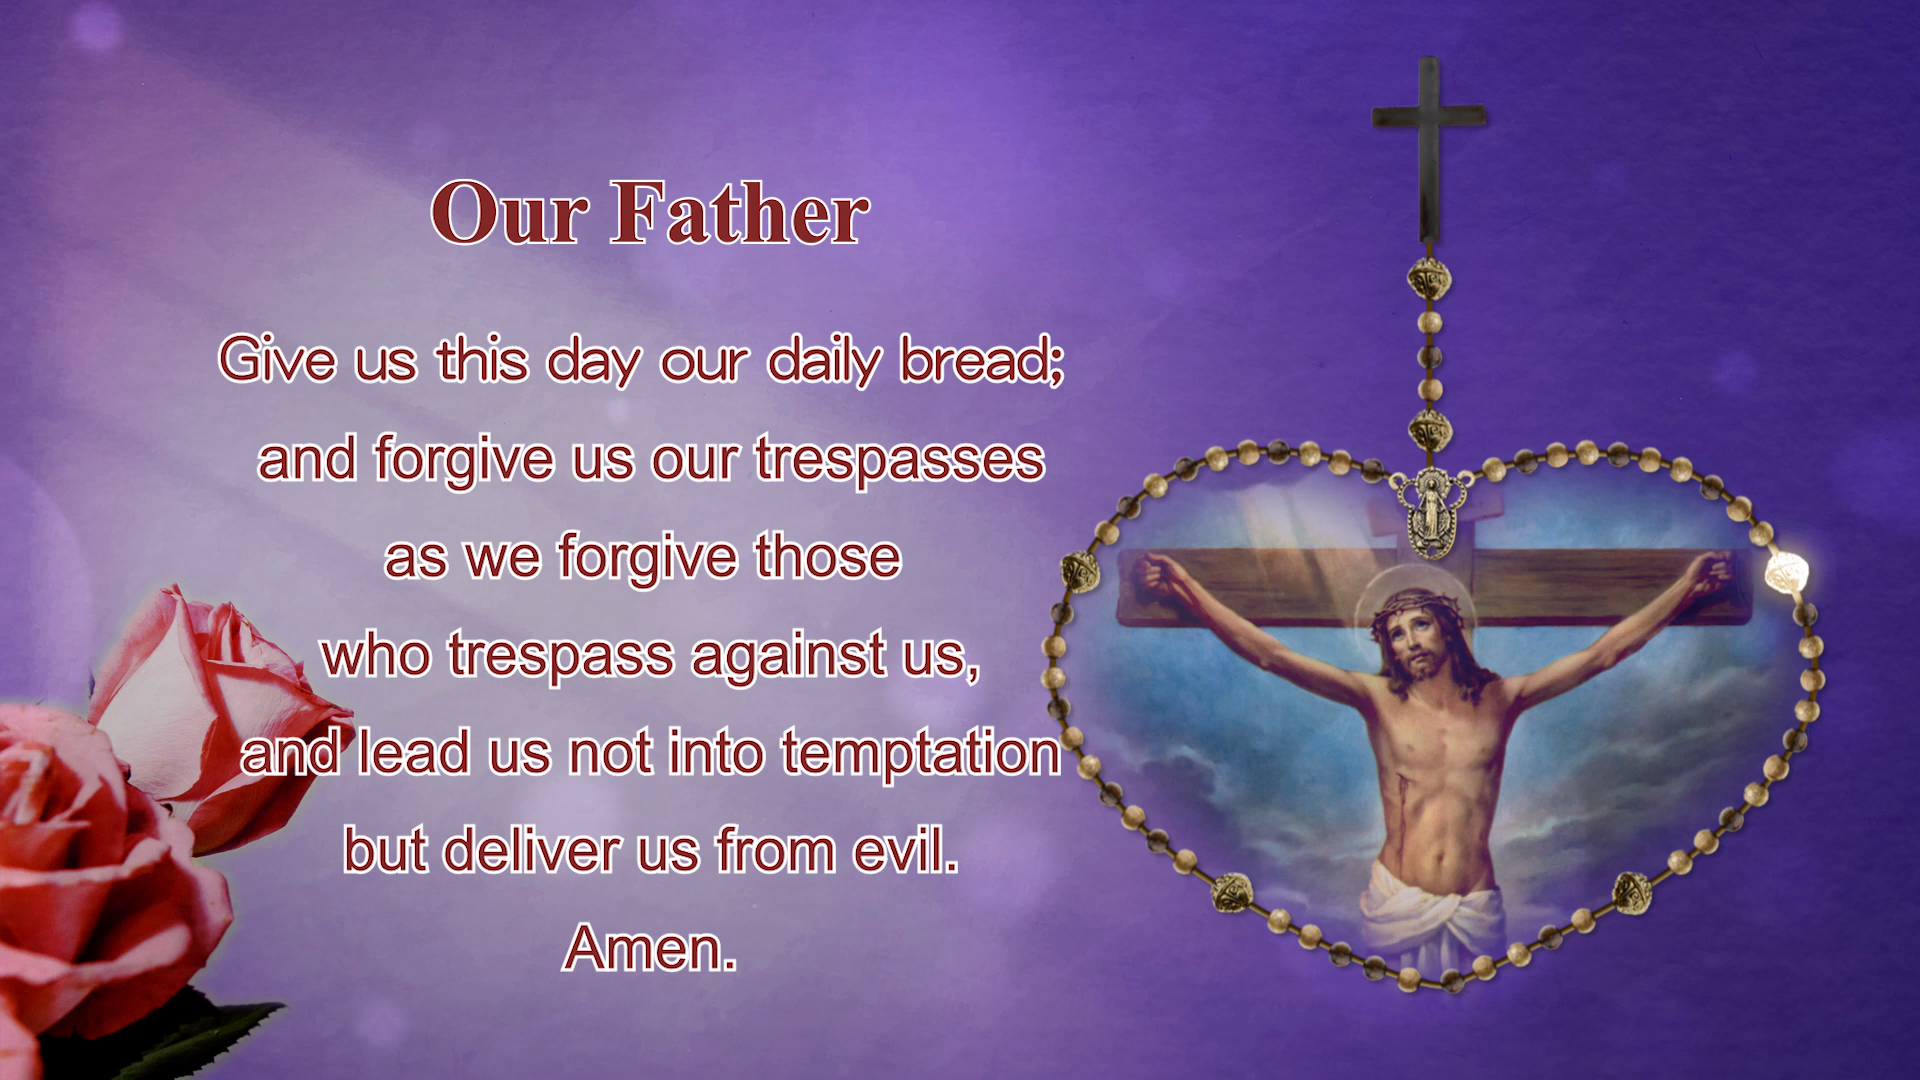 Our Father
Give us this day our daily bread;
and forgive us our trespasses
as we forgive those
who trespass against us,
and lead us not into temptation
but deliver us from evil.
Amen.